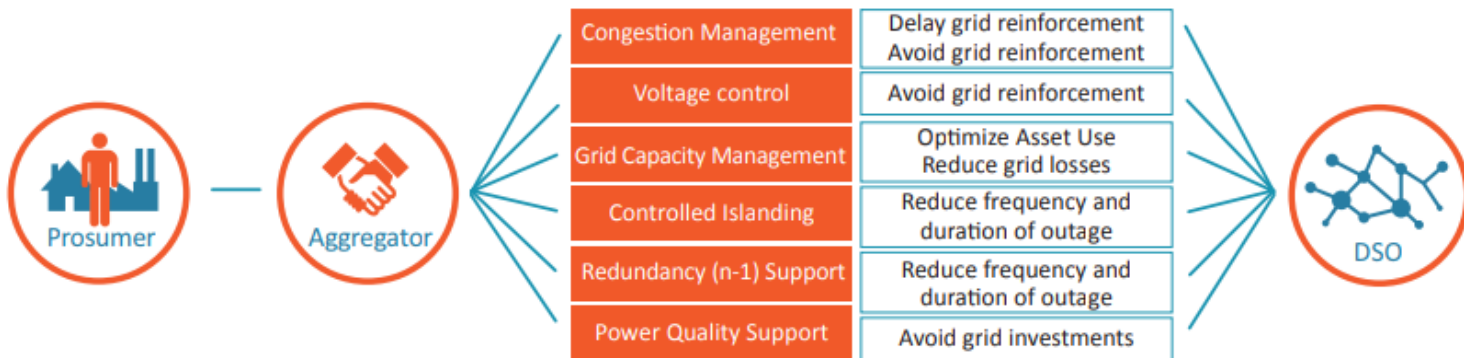 Prosumer
Aggregator
Congestion Management
Delay grid reinforcement
Avoid grid reinforcement
Voltage control
Avoid grid reinforcement
Grid Capacity Management
Optimize Asset Use
Reduce grid losses
Controlled Islanding
Reduce frequency and
duration of outage
Redundancy (n-1) Support
Reduce frequency and
duration of outage
Power Quality Support
Avoid grid investments
DSO